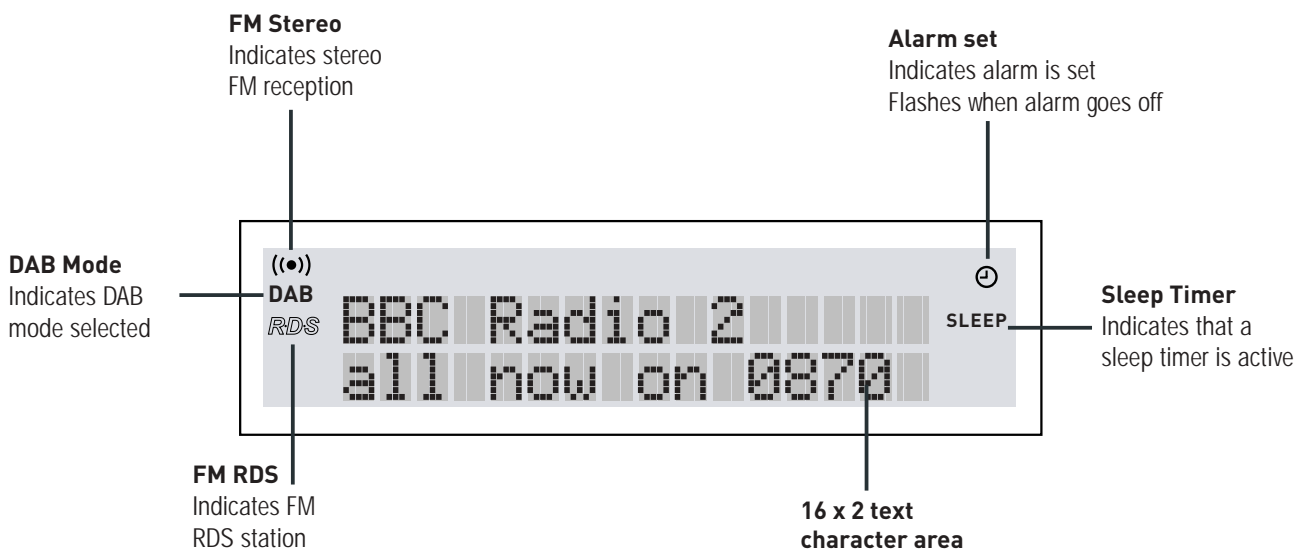 FM Stereo
Indicates stereo
FM reception
Alarm set
Indicates alarm is set
Flashes when alarm goes off
DAB Mode
Indicates DAB
mode selected
((•))
DAB
RDS
BBC Radio 2
all now on 0870
SLEEP
Sleep Timer
Indicates that a
sleep timer is active
FM RDS
Indicates FM
RDS station
16 x 2 text
character area